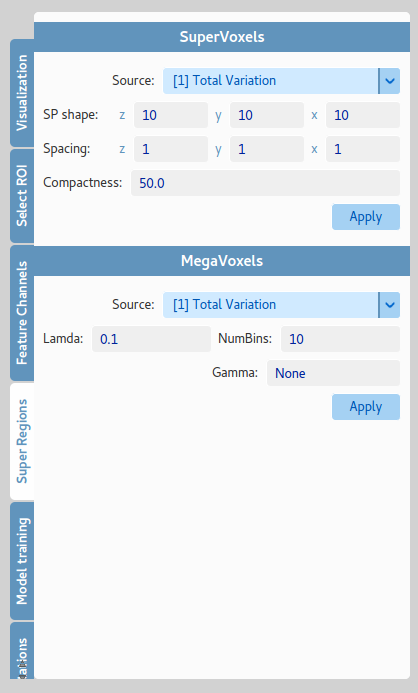 SuperVoxels
Source: [1] Total Variation
SP shape: z 10 y 10 x 10
Spacing: z 1 y 1 x 1
Compactness: 50.0
Apply
MegaVoxels
Source: [1] Total Variation
Lamda: 0.1 NumBins: 10
Gamma: None
Apply
Visualization
Select ROI
Feature Channels
Super Regions
Model training